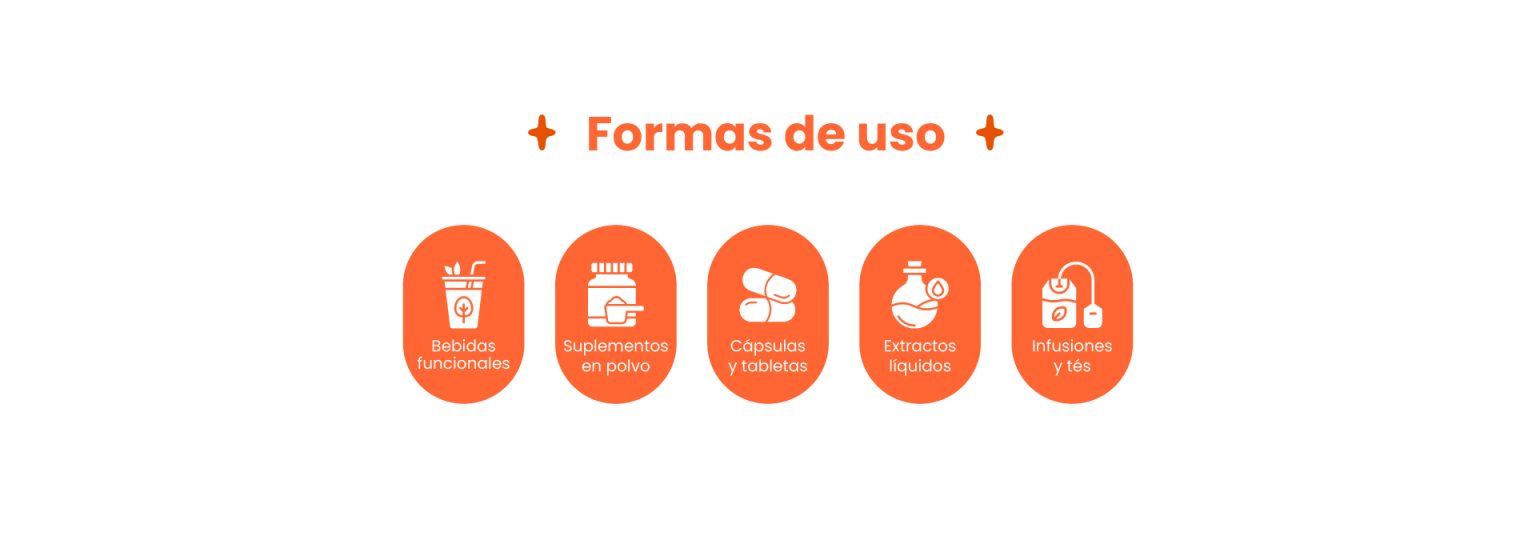 Formas de uso
Bebidas
funcionales
Suplementos
en polvo
Cápsulas
y tabletas
Extractos
líquidos
Infusiones
y tés